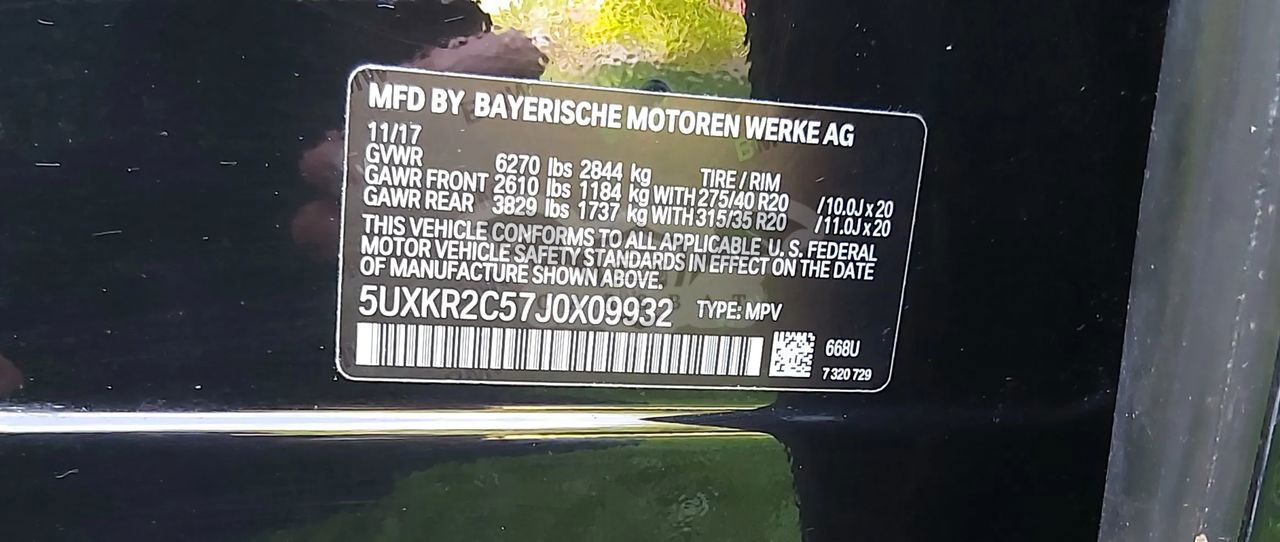 MFD BY BAYERISCHE MOTOREN WERKE AG
11/17
GVWR 6270 lbs 2844 kg TIRE / RIM
GAWR FRONT 2610 lbs 1184 kg WITH 275/40 R20 /10.0J x 20
GAWR REAR 3829 lbs 1737 kg WITH 315/35 R20 /11.0J x 20
THIS VEHICLE CONFORMS TO ALL APPLICABLE U. S. FEDERAL
MOTOR VEHICLE SAFETY STANDARDS IN EFFECT ON THE DATE
OF MANUFACTURE SHOWN ABOVE.
5UXKR2C57J0X09932 TYPE: MPV
668U
7 320 729